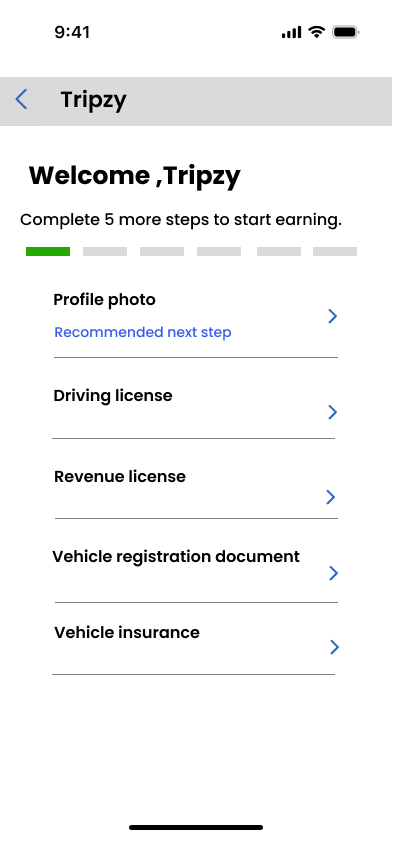 9:41
Tripzy
Welcome ,Tripzy
Complete 5 more steps to start earning.
Profile photo
Recommended next step
Driving license
Revenue license
Vehicle registration document
Vehicle insurance